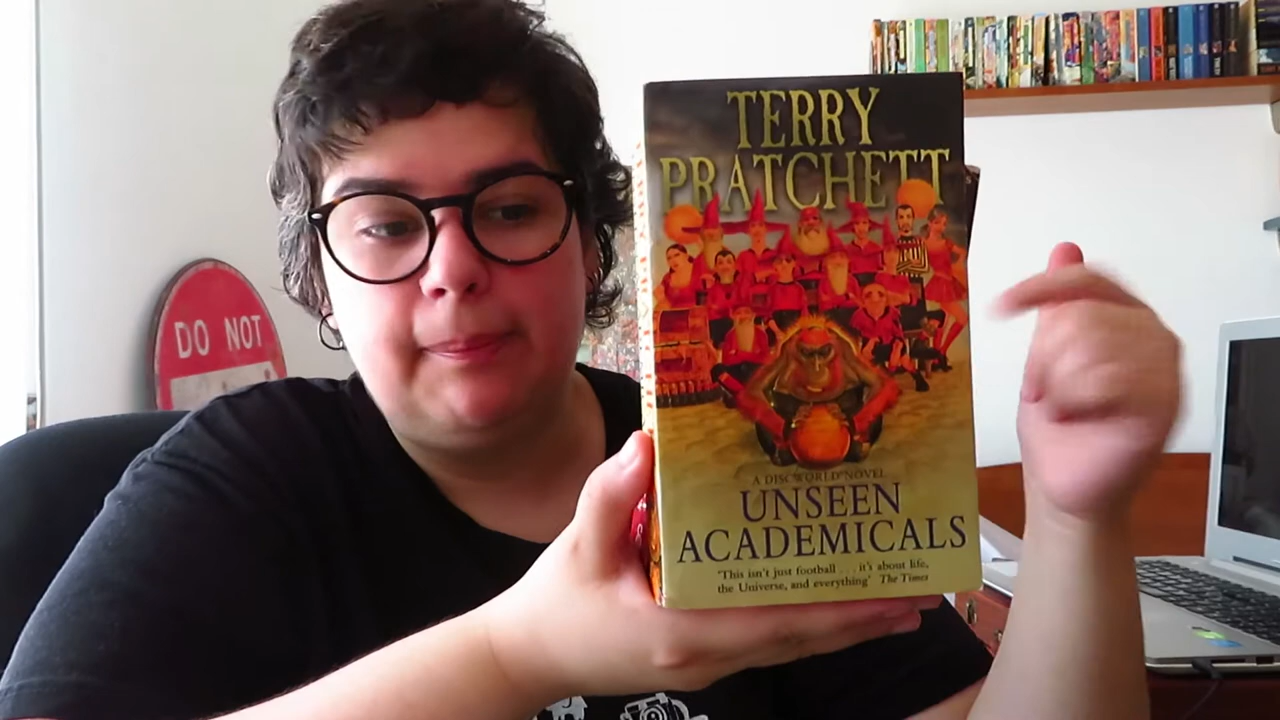 TERRY
PRATCHETT
A DISCWORLD NOVEL
UNSEEN
ACADEMICALS
'This isn't just football . . . it's about life,
the Universe, and everything' The Times
DO NOT